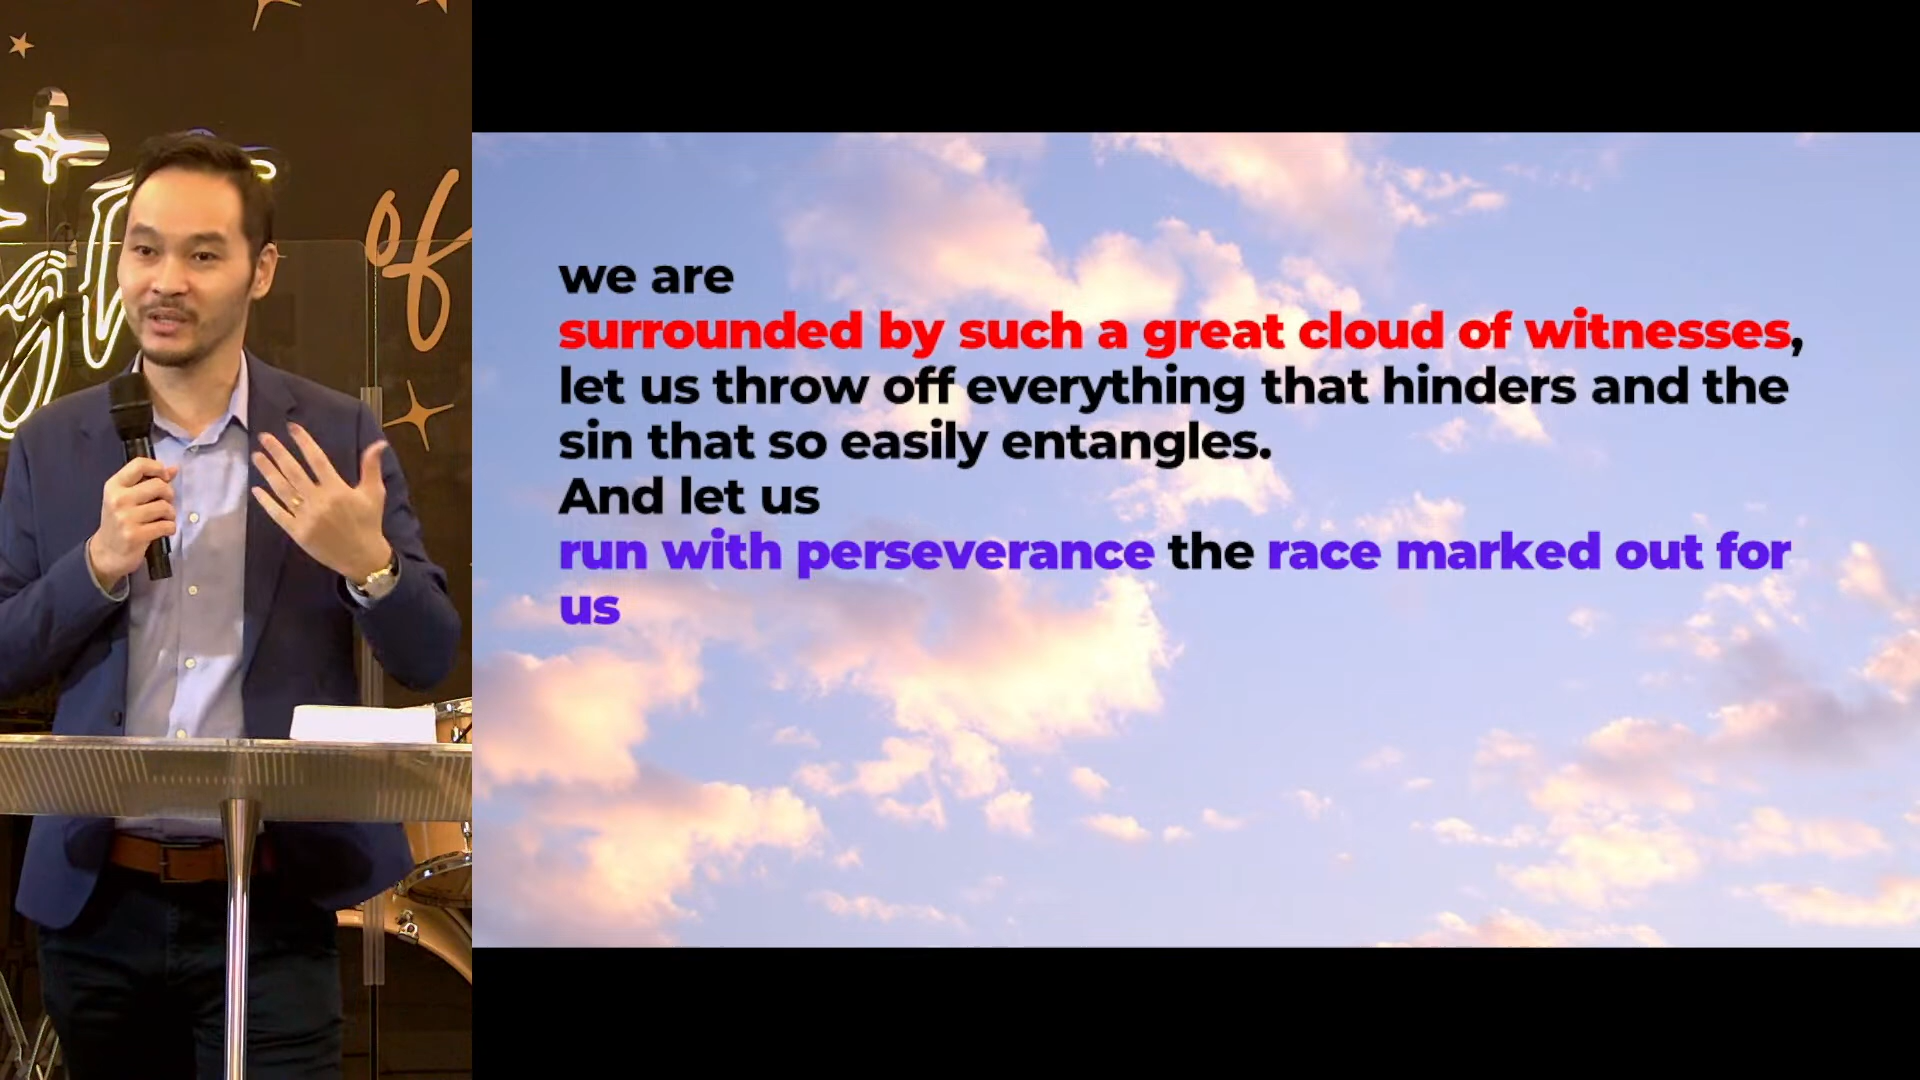 of
we are
surrounded by such a great cloud of witnesses,
let us throw off everything that hinders and the
sin that so easily entangles.
And let us
run with perseverance the race marked out for
us